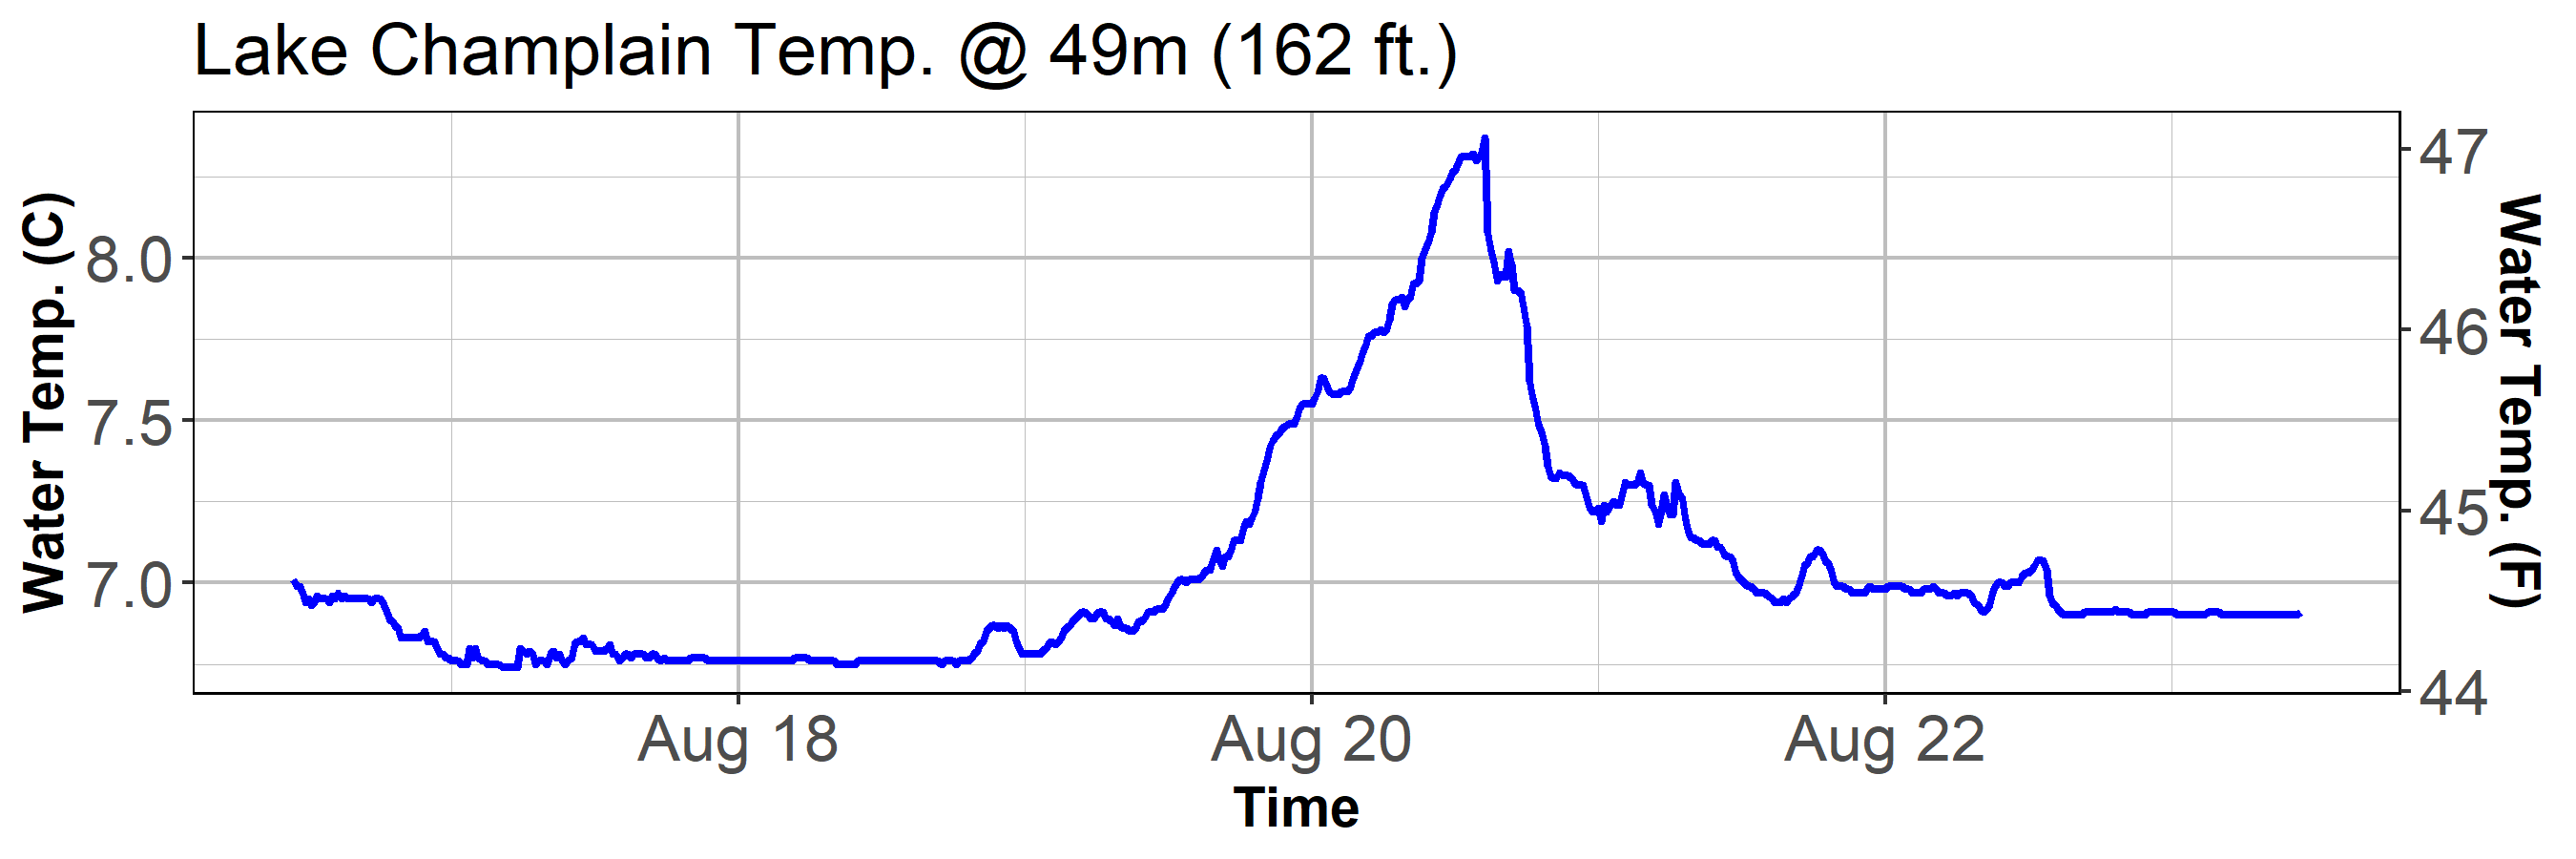 Lake Champlain Temp. @ 49m (162 ft.)
Water Temp. (C)
8.0
7.5
7.0
47
46
45
44
Water Temp. (F)
Aug 18 Aug 20 Aug 22
Time